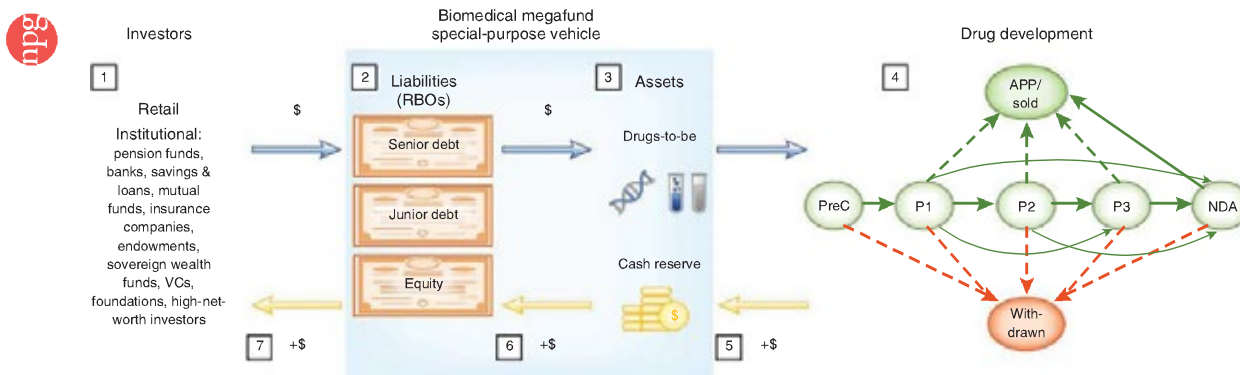 npg
Investors
Biomedical megafund
special-purpose vehicle
Drug development
1
Retail
Institutional:
pension funds,
banks, savings &
loans, mutual
funds, insurance
companies,
endowments,
sovereign wealth
funds, VCs,
foundations, high-net-
worth investors
$
2
Liabilities
(RBOs)
Senior debt
Junior debt
Equity
$
3
Assets
Drugs-to-be
Cash reserve
$
4
APP/
sold
PreC
P1
P2
P3
NDA
With-
drawn
7
+$
6
+$
5
+$